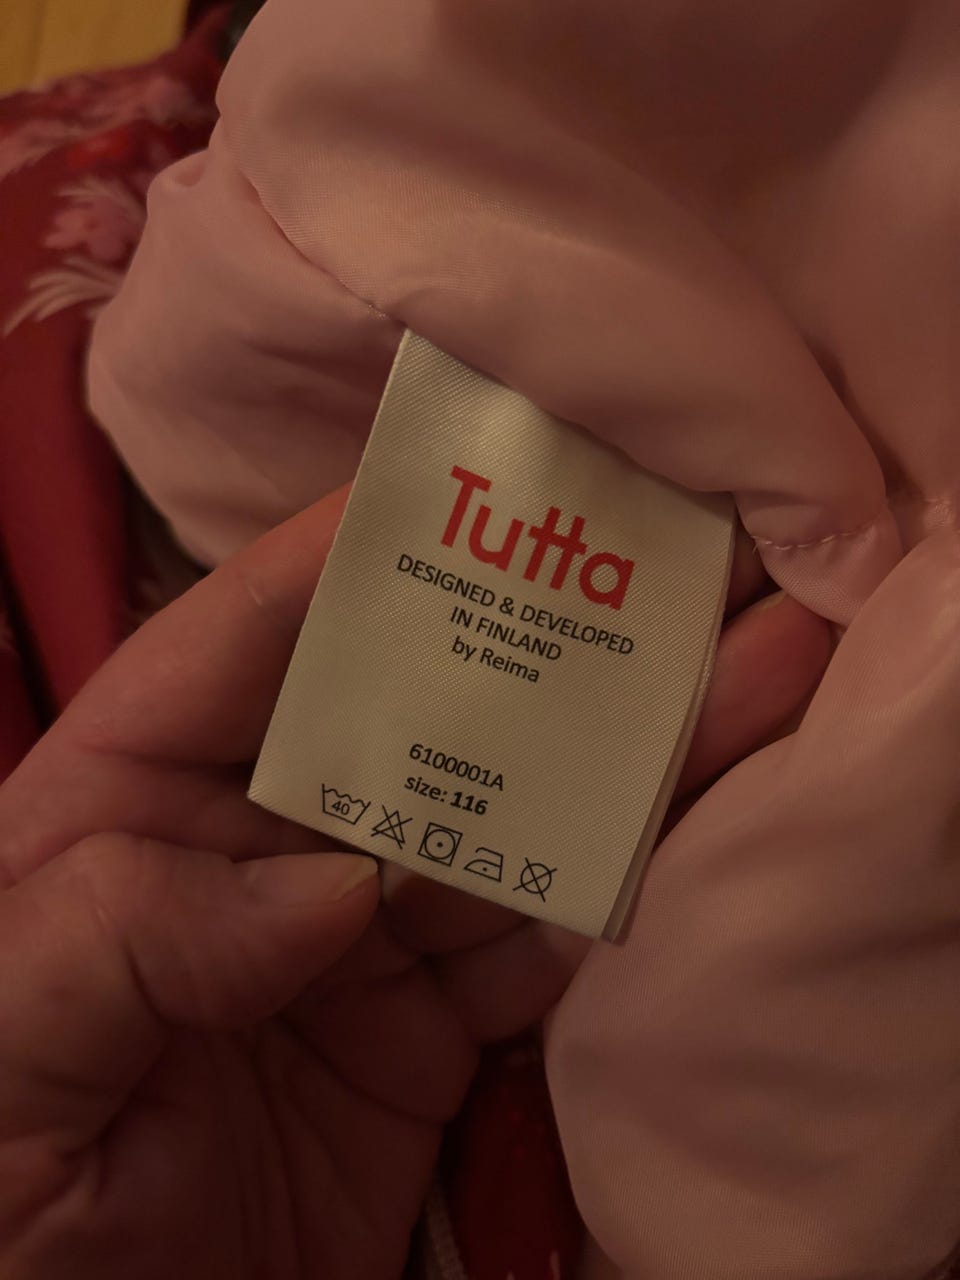 Tutta
DESIGNED & DEVELOPED
IN FINLAND
by Reima
6100001A
size: 116
40